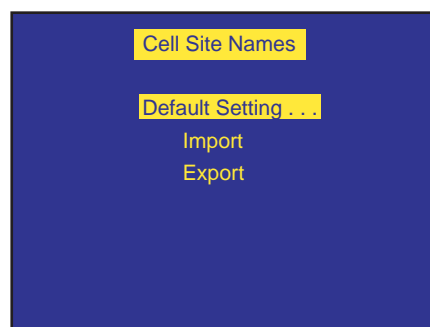 Cell Site Names
Default Setting . . .
Import
Export